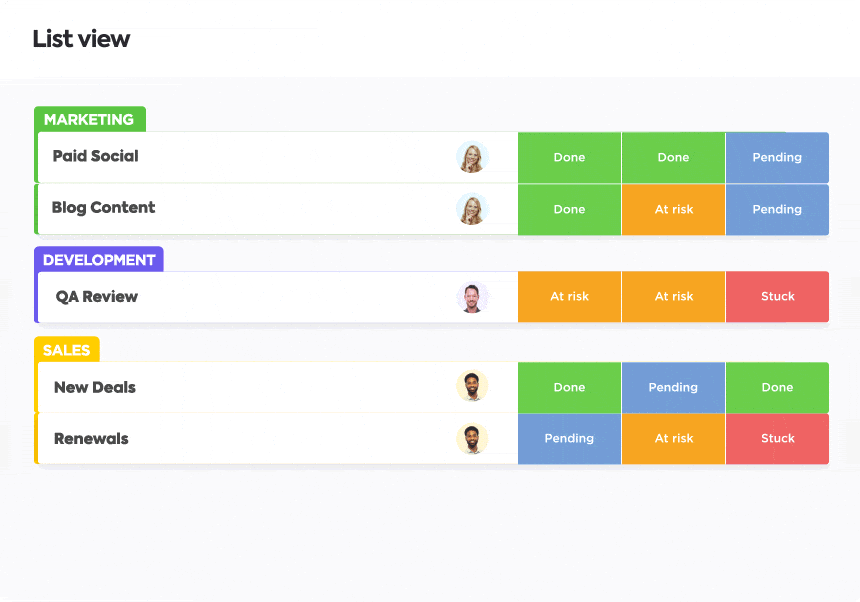 List view
MARKETING
Paid Social Done Done Pending
Blog Content Done At risk Pending
DEVELOPMENT
QA Review At risk At risk Stuck
SALES
New Deals Done Pending Done
Renewals Pending At risk Stuck